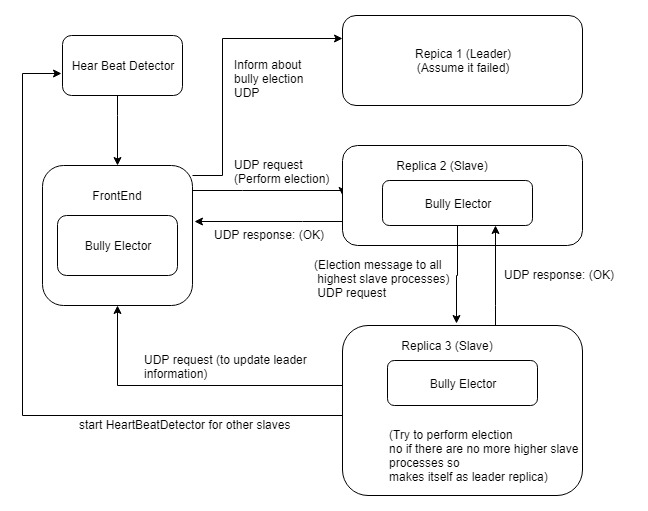 Hear Beat Detector
Inform about
bully election
UDP
Repica 1 (Leader)
(Assume it failed)
FrontEnd
Bully Elector
UDP request
(Perform election)
UDP response: (OK)
Replica 2 (Slave)
Bully Elector
(Election message to all
highest slave processes)
UDP request
UDP response: (OK)
Replica 3 (Slave)
Bully Elector
(Try to perform election
no if there are no more higher slave
processes so
makes itself as leader replica)
UDP request (to update leader
information)
start HeartBeatDetector for other slaves